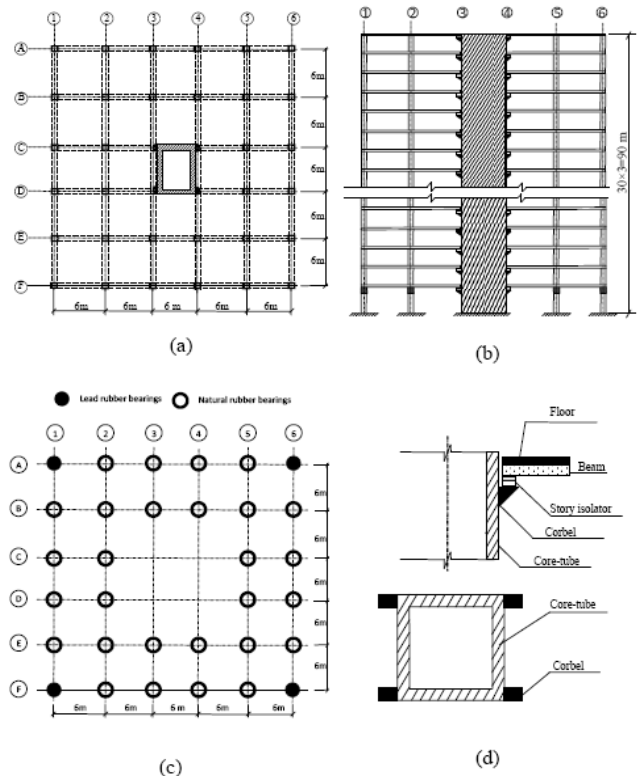 1 2 3 4 5 6
A
B
C
D
E
F
6m
6m
6m
6m
6m
6m 6m 6 m 6m 6m
(a)
1 2 3 4 5 6
30×3=90 m
(b)
Lead rubber bearings Natural rubber bearings
1 2 3 4 5 6
A
B
C
D
E
F
6m
6m
6m
6m
6m
6m 6m 6 m 6m 6m
(c)
Floor
Beam
Story isolator
Corbel
Core-tube
Core-tube
Corbel
(d)